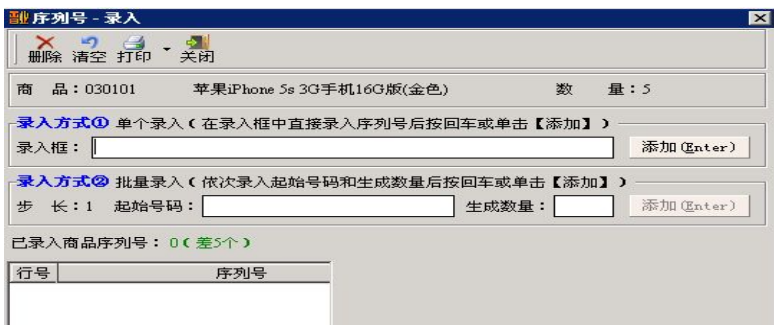 序列号 - 录入
删除 清空 打印 关闭
商 品：030101 苹果iPhone 5s 3G手机16G版(金色) 数 量：5
录入方式① 单个录入（在录入框中直接录入序列号后按回车或单击【添加】）
录入框： 添加(Enter)
录入方式② 批量录入（依次录入起始号码和生成数量后按回车或单击【添加】）
步 长：1 起始号码： 生成数量： 添加(Enter)
已录入商品序列号：0（差5个）
行号 序列号